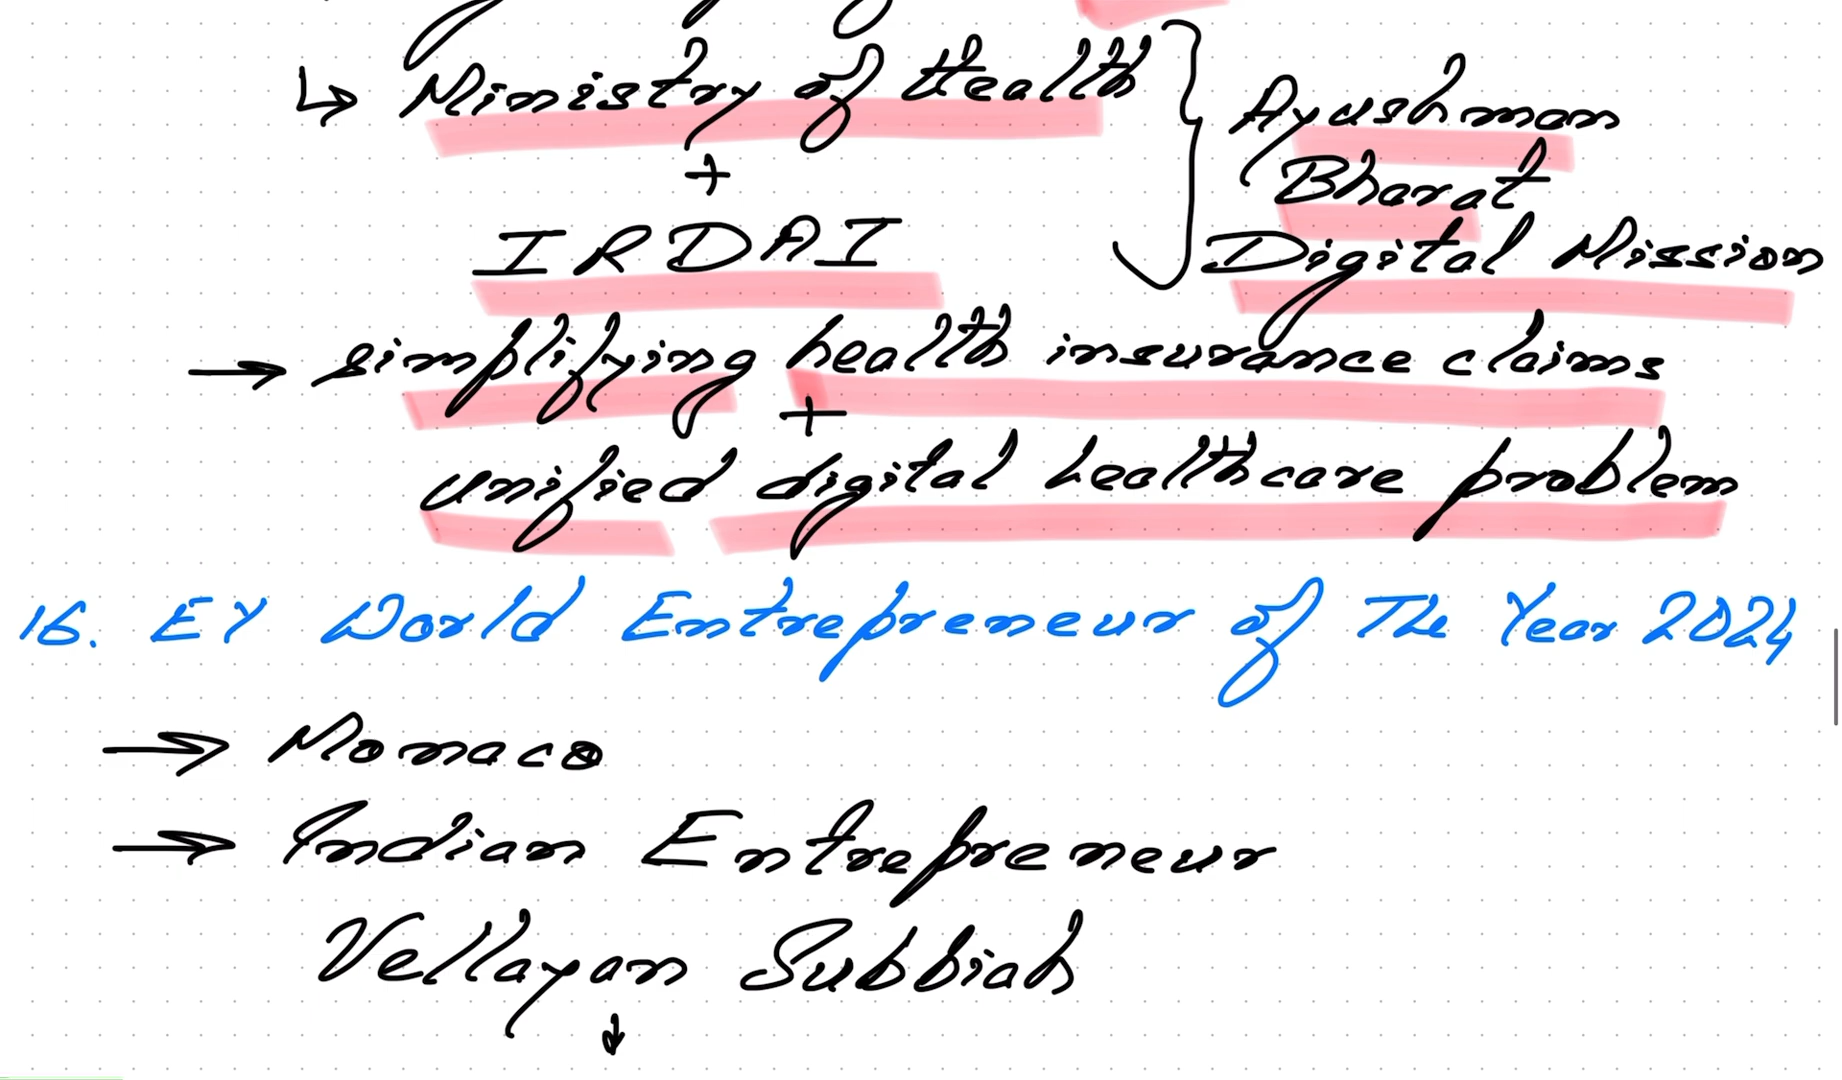 ↳ Ministry of Health
+
IRDAI
} Ayushman
Bharat
Digital Mission
→ simplifying health insurance claims
+
unified digital healthcare problem
16. EY World Entrepreneur of The Year 2024
→ Monaco
→ Indian Entrepreneur
Vellayan Subbiah
↓